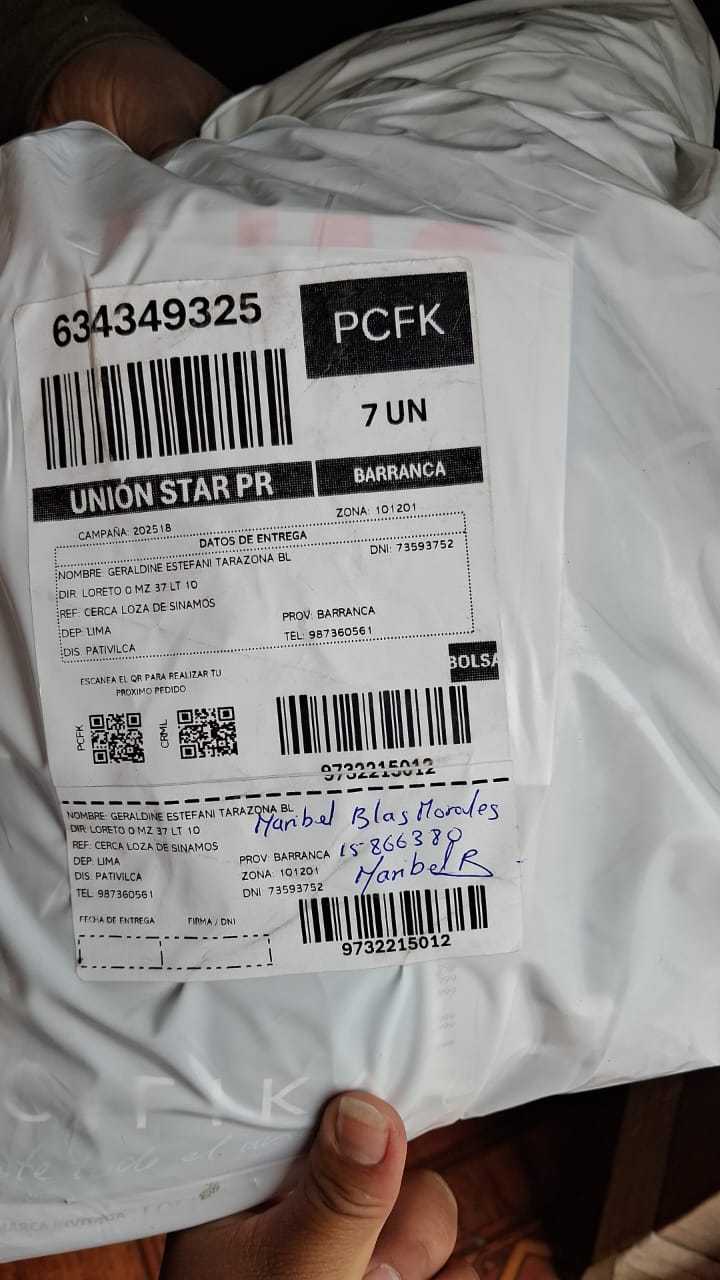 634349325
PCFK
7 UN
UNIÓN STAR PR
BARRANCA
CAMPAÑA: 202518
ZONA: 101201
DATOS DE ENTREGA
NOMBRE: GERALDINE ESTEFANI TARAZONA BL
DNI: 73593752
DIR: LORETO O MZ 37 LT 10
REF: CERCA LOZA DE SINAMOS
DEP: LIMA
PROV: BARRANCA
DIS: PATIVILCA
TEL: 987360561
BOLSA
ESCANEA EL QR PARA REALIZAR TU
PROXIMO PEDIDO
PCFK
CRML
9732215012
NOMBRE: GERALDINE ESTEFANI TARAZONA BL
DIR: LORETO O MZ 37 LT 10
REF: CERCA LOZA DE SINAMOS
DEP: LIMA
PROV: BARRANCA
DIS: PATIVILCA
ZONA: 101201
TEL: 987360561
DNI: 73593752
Maribel Blas Morales
15866380
Maribel B
FECHA DE ENTREGA
FIRMA / DNI
9732215012
C FIK
MARCA INVITADA